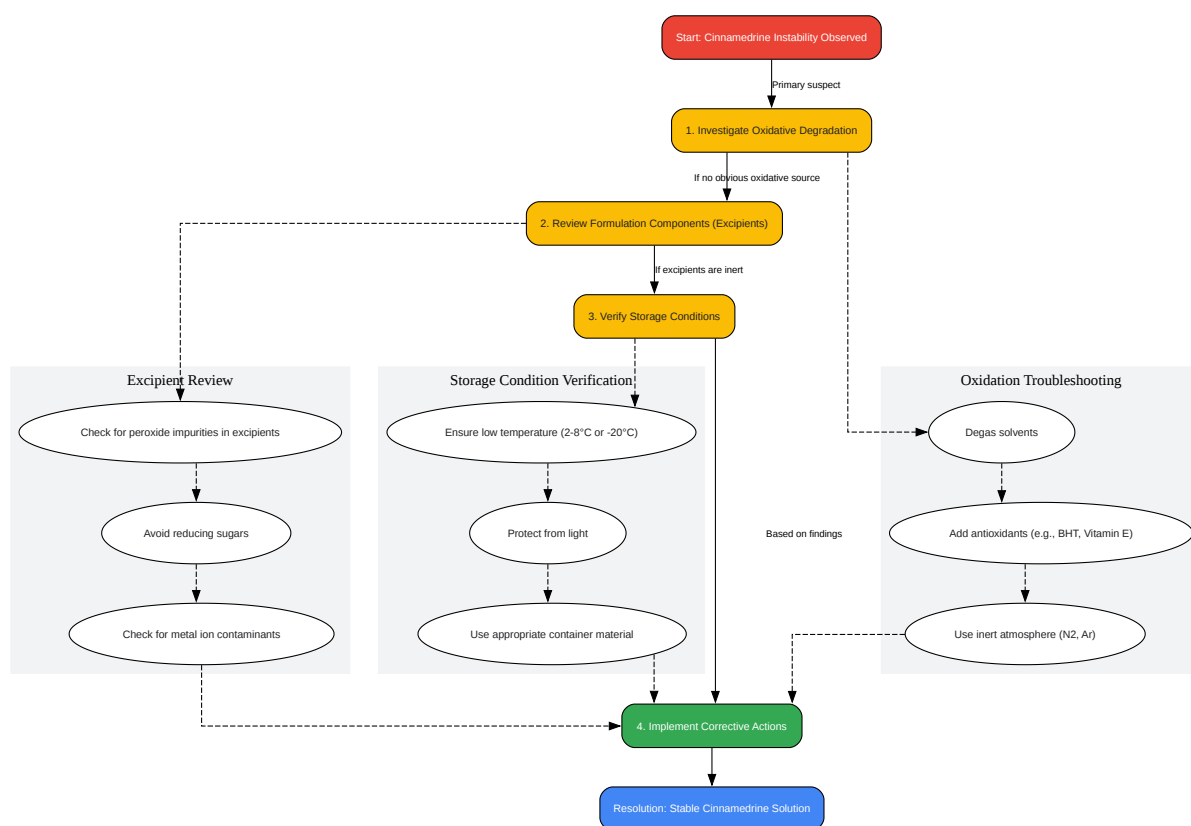 Start: Cinnamedrine Instability Observed
Primary suspect
1. Investigate Oxidative Degradation
If no obvious oxidative source
2. Review Formulation Components (Excipients)
If excipients are inert
3. Verify Storage Conditions
Excipient Review
Check for peroxide impurities in excipients
Avoid reducing sugars
Check for metal ion contaminants
Storage Condition Verification
Ensure low temperature (2-8°C or -20°C)
Protect from light
Use appropriate container material
Based on findings
Oxidation Troubleshooting
Degas solvents
Add antioxidants (e.g., BHT, Vitamin E)
Use inert atmosphere (N2, Ar)
4. Implement Corrective Actions
Resolution: Stable Cinnamedrine Solution